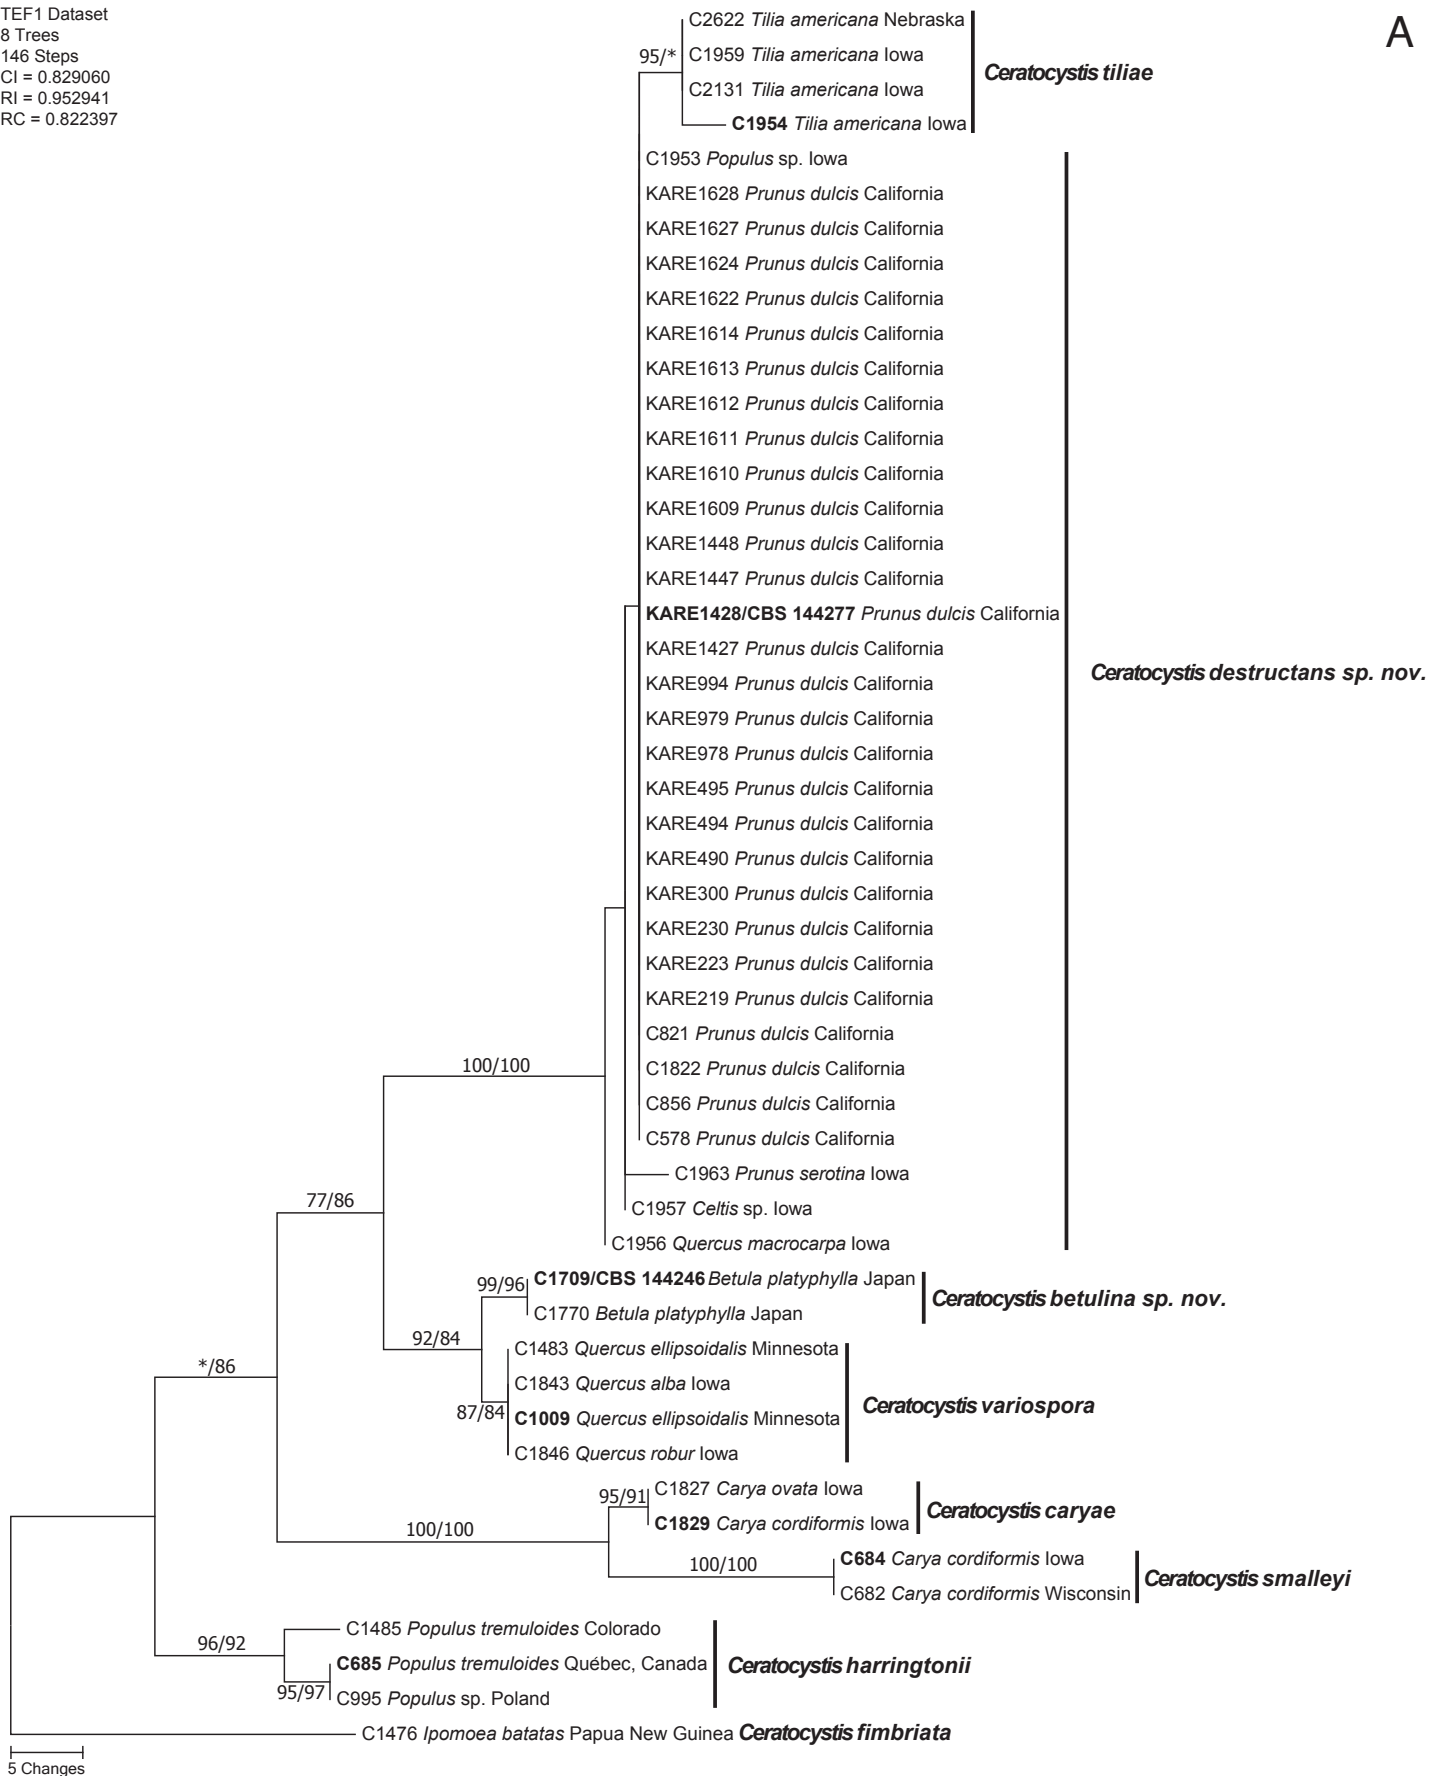 TEF1 Dataset
8 Trees
146 Steps
CI = 0.829060
RI = 0.952941
RC = 0.822397
A
C2622 Tilia americana Nebraska
95/*
C1959 Tilia americana Iowa
Ceratocystis tiliae
C2131 Tilia americana Iowa
C1954 Tilia americana Iowa
C1953 Populus sp. Iowa
KARE1628 Prunus dulcis California
KARE1627 Prunus dulcis California
KARE1624 Prunus dulcis California
KARE1622 Prunus dulcis California
KARE1614 Prunus dulcis California
KARE1613 Prunus dulcis California
KARE1612 Prunus dulcis California
KARE1611 Prunus dulcis California
KARE1610 Prunus dulcis California
KARE1609 Prunus dulcis California
KARE1448 Prunus dulcis California
KARE1447 Prunus dulcis California
KARE1428/CBS 144277 Prunus dulcis California
KARE1427 Prunus dulcis California
Ceratocystis destructans sp. nov.
KARE994 Prunus dulcis California
KARE979 Prunus dulcis California
KARE978 Prunus dulcis California
KARE495 Prunus dulcis California
KARE494 Prunus dulcis California
KARE490 Prunus dulcis California
KARE300 Prunus dulcis California
KARE230 Prunus dulcis California
KARE223 Prunus dulcis California
KARE219 Prunus dulcis California
C821 Prunus dulcis California
100/100
C1822 Prunus dulcis California
C856 Prunus dulcis California
C578 Prunus dulcis California
C1963 Prunus serotina Iowa
77/86
C1957 Celtis sp. Iowa
C1956 Quercus macrocarpa Iowa
99/96
C1709/CBS 144246 Betula platyphylla Japan
Ceratocystis betulina sp. nov.
C1770 Betula platyphylla Japan
92/84
C1483 Quercus ellipsoidalis Minnesota
*/86
C1843 Quercus alba Iowa
Ceratocystis variospora
87/84
C1009 Quercus ellipsoidalis Minnesota
C1846 Quercus robur Iowa
95/91
C1827 Carya ovata Iowa
Ceratocystis caryae
C1829 Carya cordiformis Iowa
100/100
100/100
C684 Carya cordiformis Iowa
Ceratocystis smalleyi
C682 Carya cordiformis Wisconsin
C1485 Populus tremuloides Colorado
96/92
C685 Populus tremuloides Québec, Canada
Ceratocystis harringtonii
95/97
C995 Populus sp. Poland
C1476 Ipomoea batatas Papua New Guinea Ceratocystis fimbriata
5 Changes